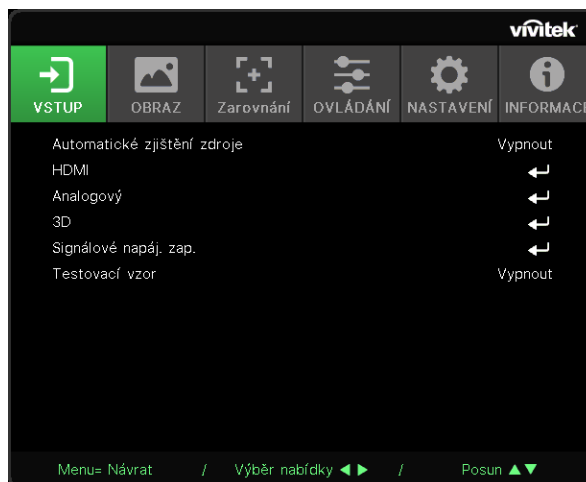 vivitek
VSTUP OBRAZ Zarovnání OVLÁDÁNÍ NASTAVENÍ INFORMACI
Automatické zjištění zdroje Vypnout
HDMI
Analogový
3D
Signálové napáj. zap.
Testovací vzor Vypnout
Menu= Návrat / Výběr nabídky ◀ ▶ / Posun ▲▼